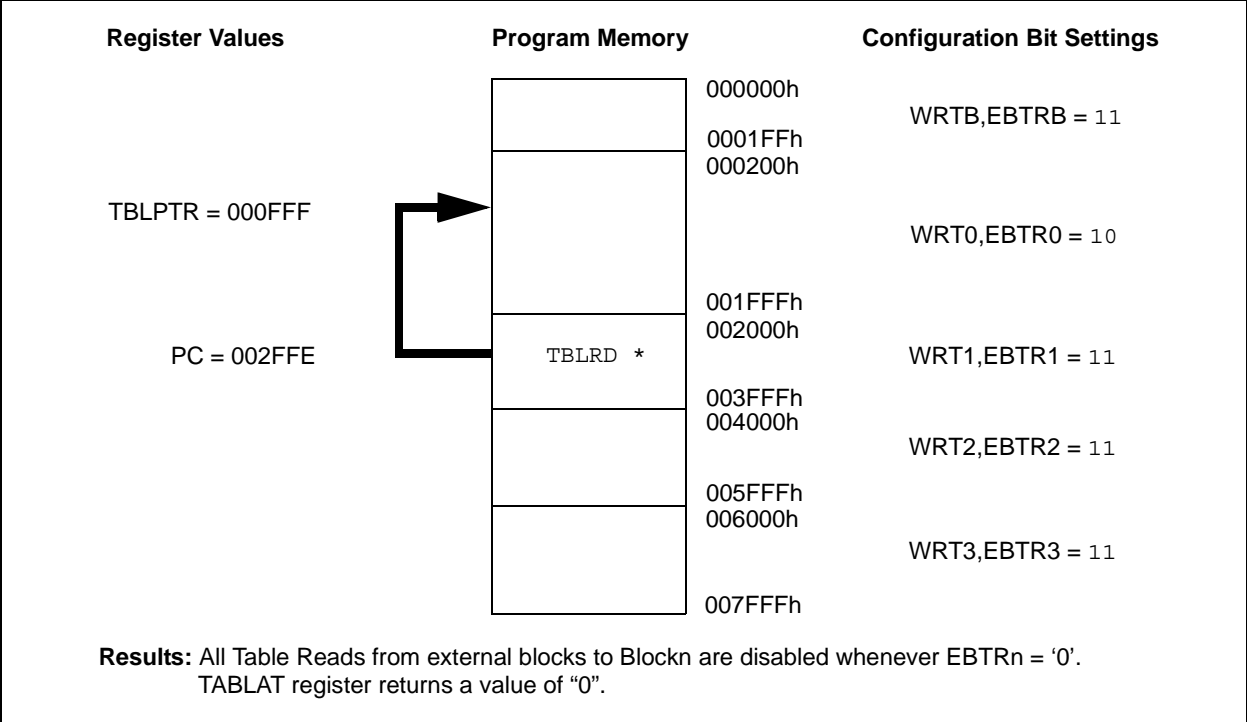 Register Values Program Memory Configuration Bit Settings
000000h
WRTB,EBTRB = 11
0001FFh
000200h
TBLPTR = 000FFF
WRT0,EBTR0 = 10
001FFFh
002000h
PC = 002FFE TBLRD * WRT1,EBTR1 = 11
003FFFh
004000h
WRT2,EBTR2 = 11
005FFFh
006000h
WRT3,EBTR3 = 11
007FFFh
Results: All Table Reads from external blocks to Blockn are disabled whenever EBTRn = ‘0’.
TABLAT register returns a value of “0”.